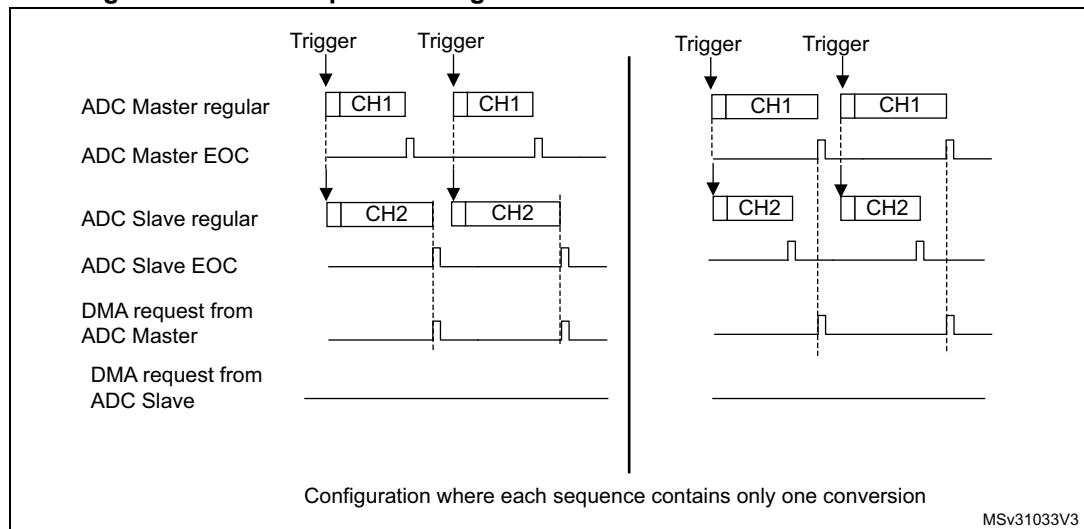 Trigger Trigger Trigger Trigger
ADC Master regular CH1 CH1 CH1 CH1
ADC Master EOC
ADC Slave regular CH2 CH2 CH2 CH2
ADC Slave EOC
DMA request from
ADC Master
DMA request from
ADC Slave
Configuration where each sequence contains only one conversion
MSv31033V3